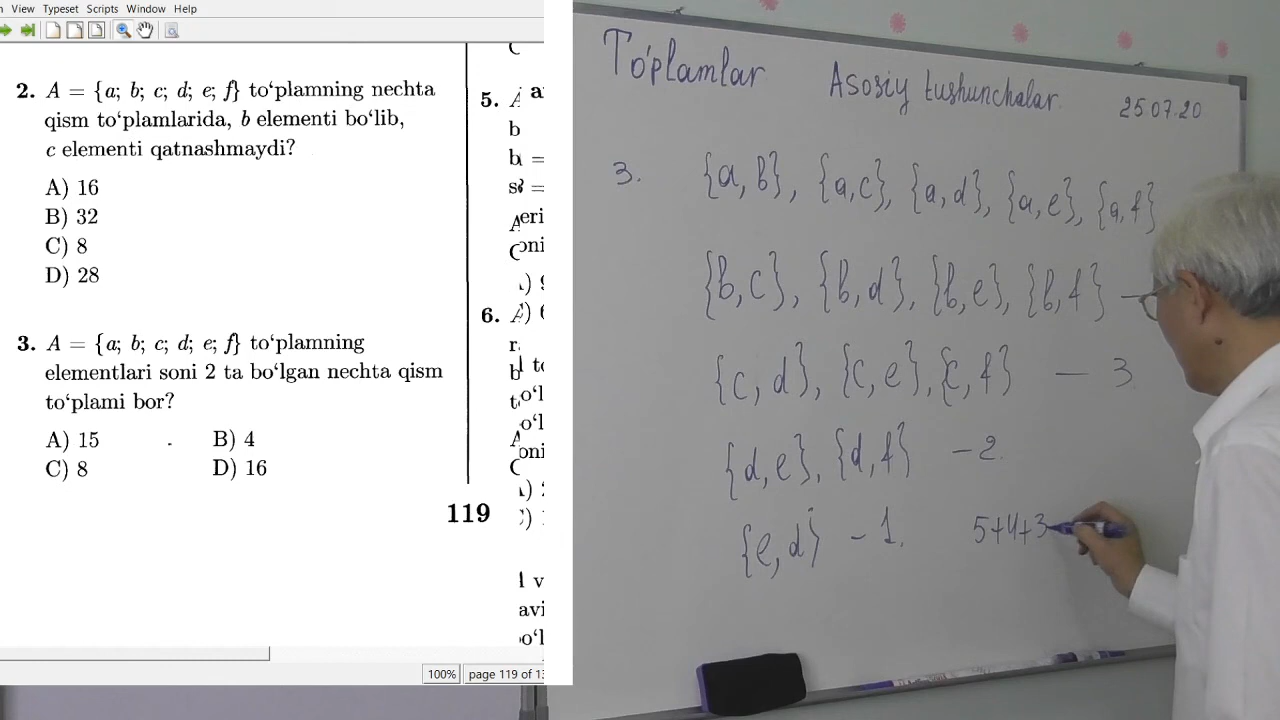 View Typeset Scripts Window Help
2. A = {a; b; c; d; e; f} to‘plamning nechta
qism to‘plamlarida, b elementi bo‘lib,
c elementi qatnashmaydi?
A) 16
B) 32
C) 8
D) 28
3. A = {a; b; c; d; e; f} to‘plamning
elementlari soni 2 ta bo‘lgan nechta qism
to‘plami bor?
A) 15 B) 4
C) 8 D) 16
119
5.
6.
100% page 119 of
To'plamlar Asosiy tushunchalar. 25.07.20
3. {a, b}, {a,c}, {a,d}, {a,e}, {a,f}
{b,c}, {b,d}, {b,e}, {b,f} —
{c,d}, {c,e}, {c,f} — 3.
{d,e}, {d,f} - 2.
{e,d} - 1. 5+4+3